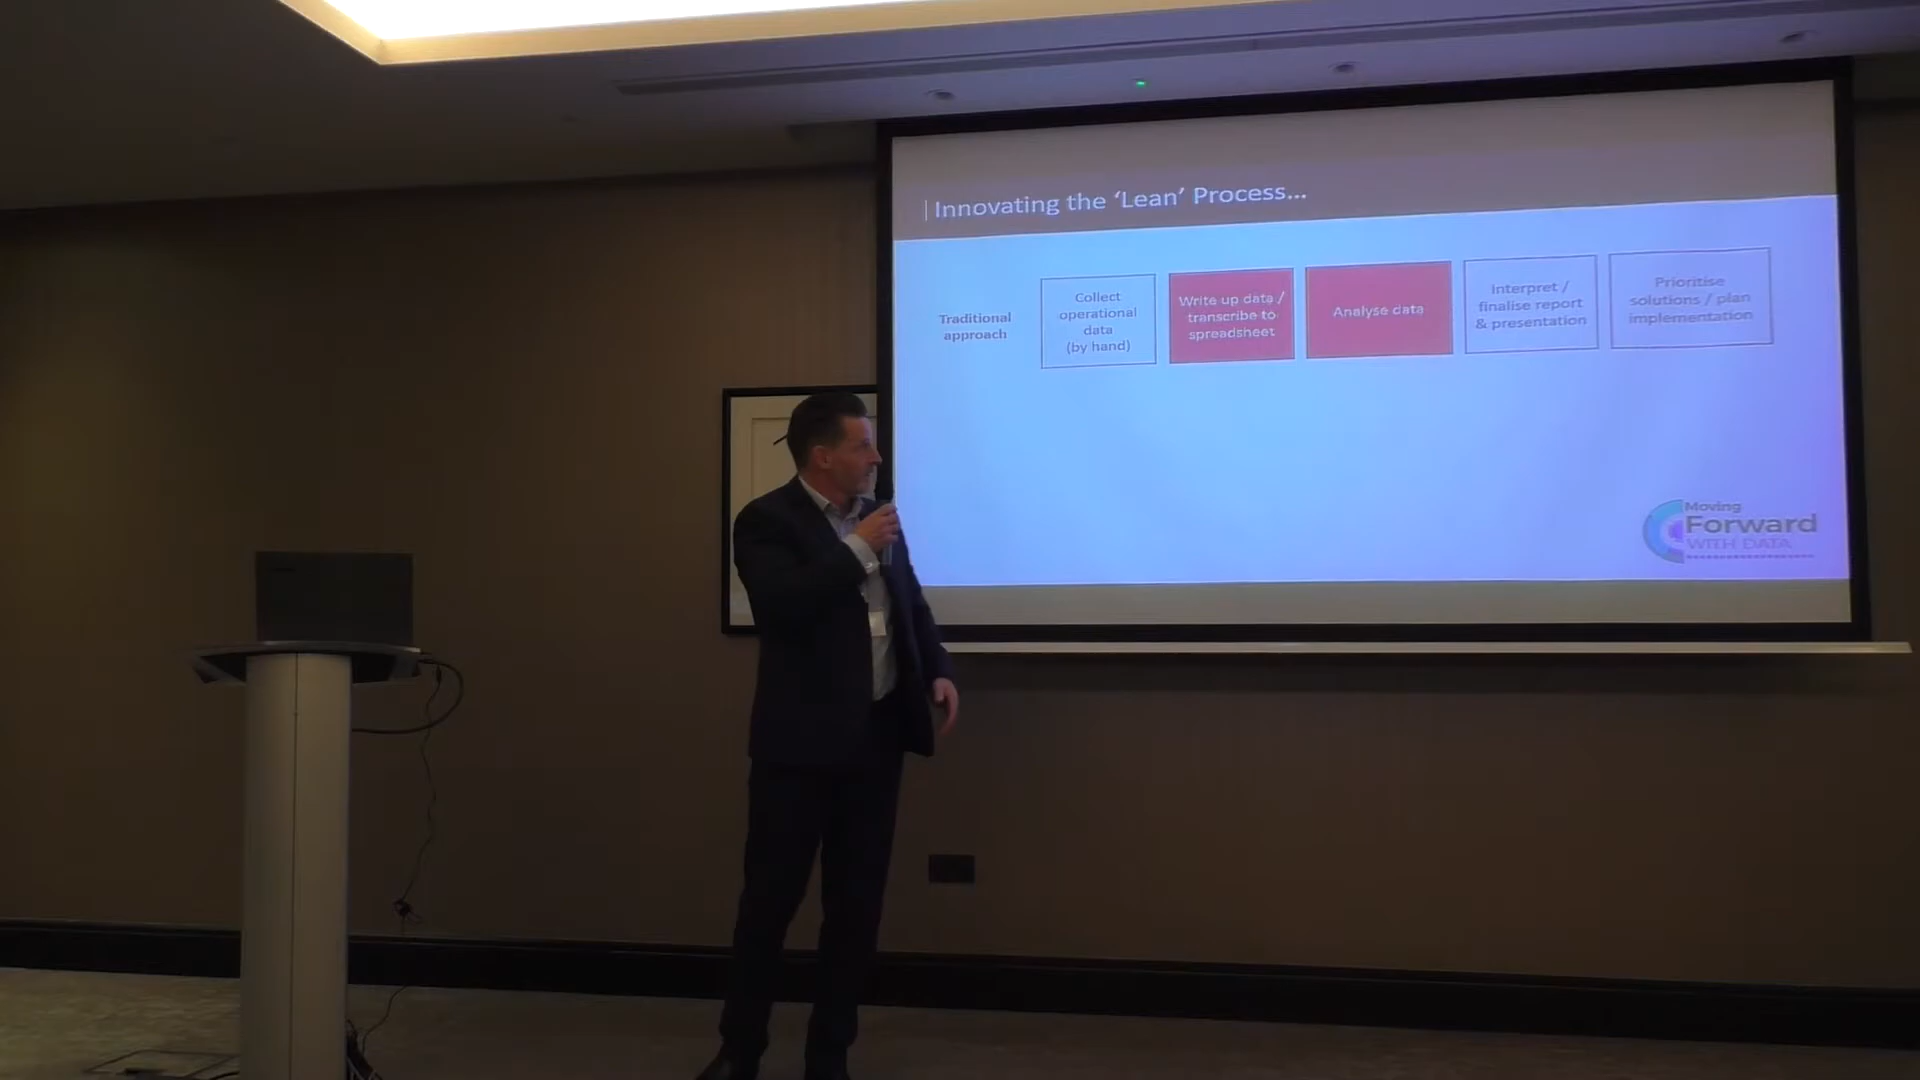 Innovating the ‘Lean’ Process...
Traditional
approach
Collect
operational
data
(by hand)
Write up data /
transcribe to
spreadsheet
Analyse data
Interpret /
finalise report
& presentation
Prioritise
solutions / plan
implementation
Moving
Forward
WITH DATA